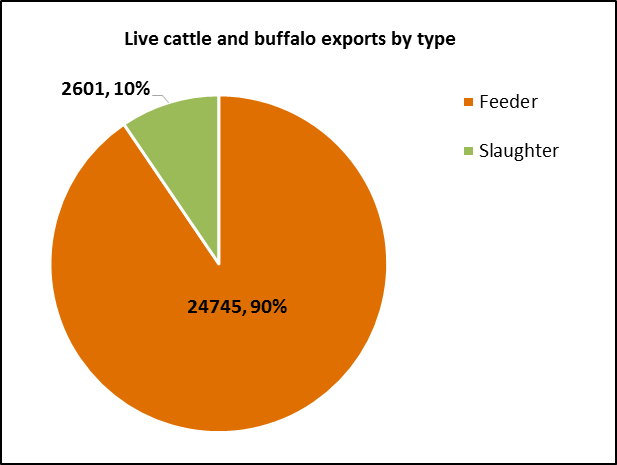 Live cattle and buffalo exports by type
2601, 10%
Feeder
Slaughter
24745, 90%